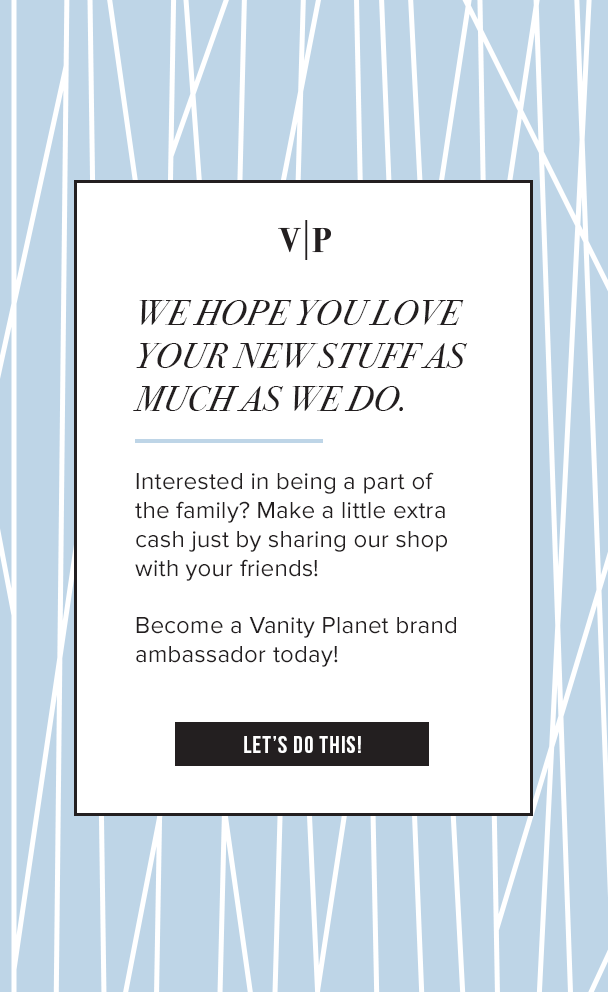 V|P
WE HOPE YOU LOVE
YOUR NEW STUFF AS
MUCH AS WE DO.
Interested in being a part of
the family? Make a little extra
cash just by sharing our shop
with your friends!
Become a Vanity Planet brand
ambassador today!
LET'S DO THIS!